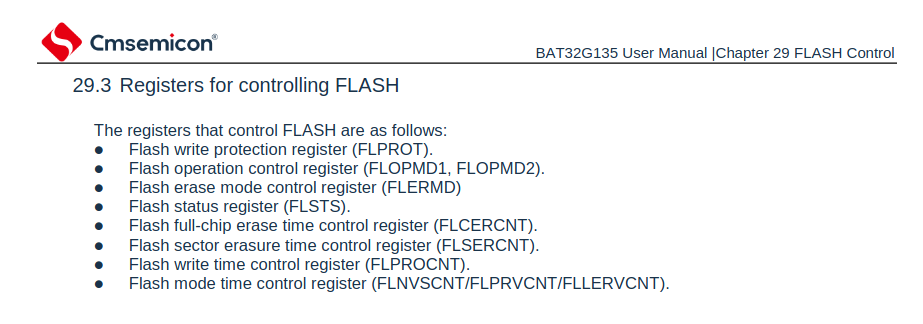 Cmsemicon®
BAT32G135 User Manual |Chapter 29 FLASH Control
29.3 Registers for controlling FLASH
The registers that control FLASH are as follows:
● Flash write protection register (FLPROT).
● Flash operation control register (FLOPMD1, FLOPMD2).
● Flash erase mode control register (FLERMD)
● Flash status register (FLSTS).
● Flash full-chip erase time control register (FLCERCNT).
● Flash sector erasure time control register (FLSERCNT).
● Flash write time control register (FLPROCNT).
● Flash mode time control register (FLNVSCNT/FLPRVCNT/FLLERVCNT).